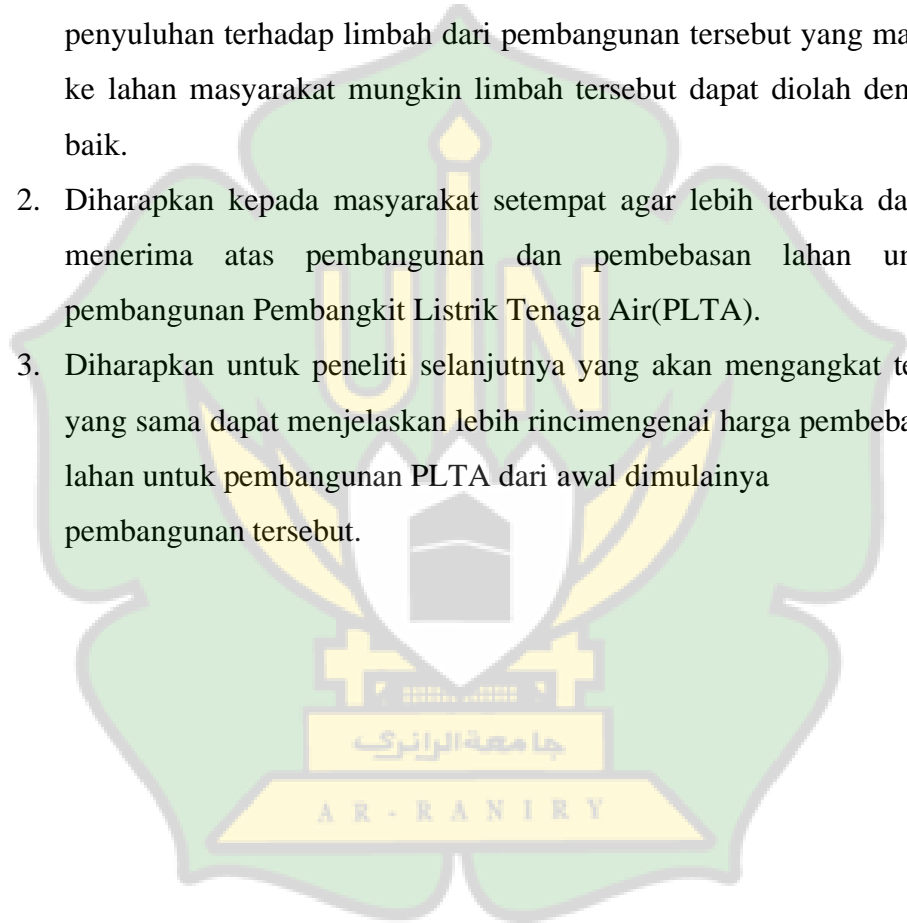 penyuluhan terhadap limbah dari pembangunan tersebut yang ma
ke lahan masyarakat mungkin limbah tersebut dapat diolah den
baik.
2. Diharapkan kepada masyarakat setempat agar lebih terbuka da
menerima atas pembangunan dan pembebasan lahan un
pembangunan Pembangkit Listrik Tenaga Air(PLTA).
3. Diharapkan untuk peneliti selanjutnya yang akan mengangkat te
yang sama dapat menjelaskan lebih rincimengenai harga pembeba
lahan untuk pembangunan PLTA dari awal dimulainya
pembangunan tersebut.
UIN
جامعة الرانري
AR-RANIRY